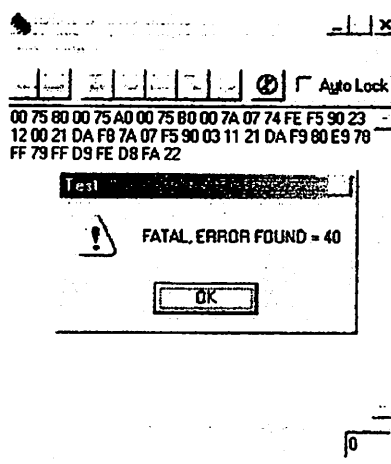 Auto Lock
00 75 80 00 75 A0 00 75 B0 00 7A 07 74 FE F5 90 23
12 00 21 DA F8 7A 07 F5 90 03 11 21 DA F9 80 E9 78
FF 79 FF D9 FE D8 FA 22
Test
FATAL, ERROR FOUND = 40
OK
0